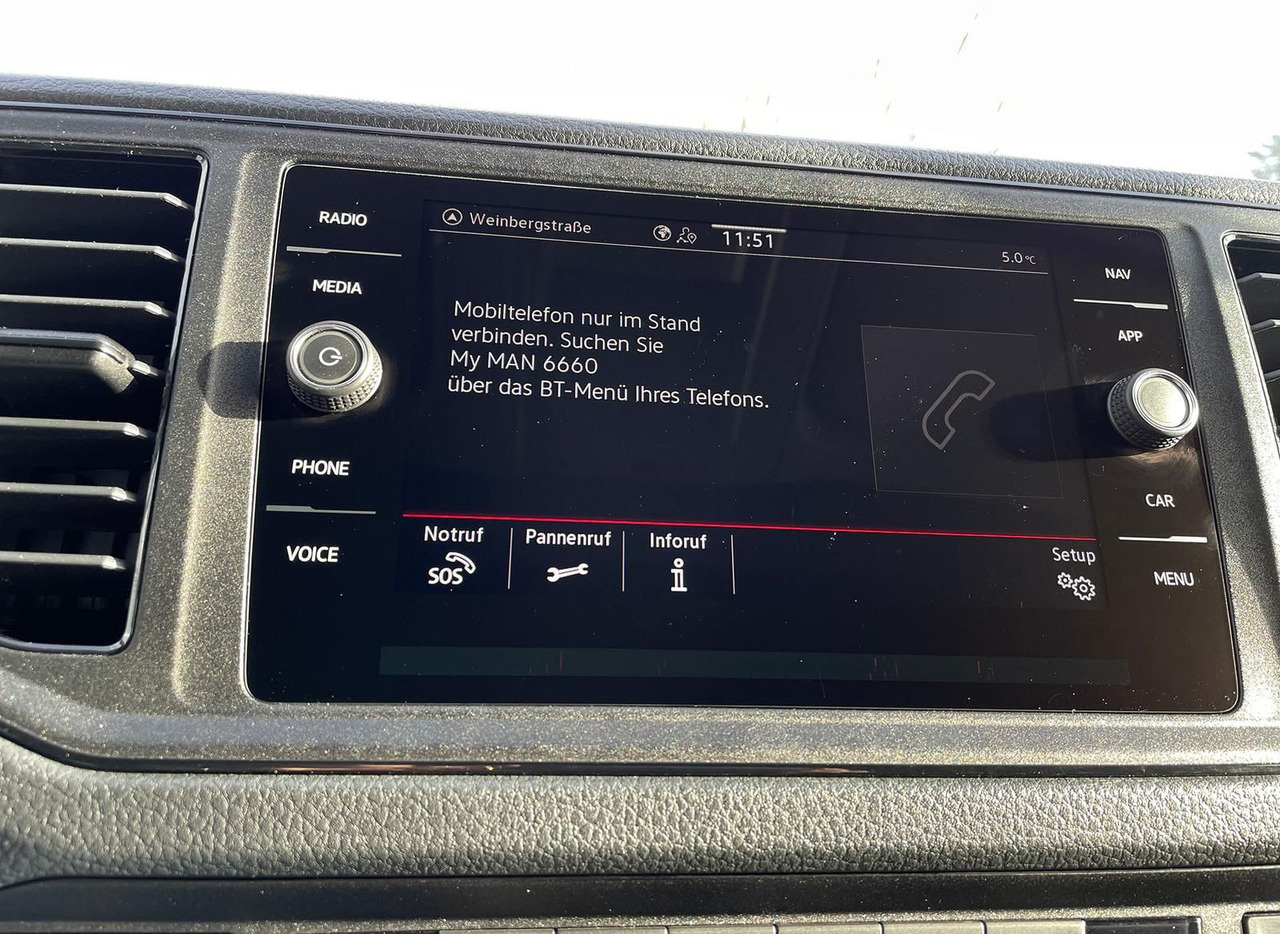 RADIO
MEDIA
PHONE
VOICE
Weinbergstraße
11:51
5.0°C
Mobiltelefon nur im Stand
verbinden. Suchen Sie
My MAN 6660
über das BT-Menü Ihres Telefons.
Notruf
SOS
Pannenruf
Inforuf
i
Setup
NAV
APP
CAR
MENU